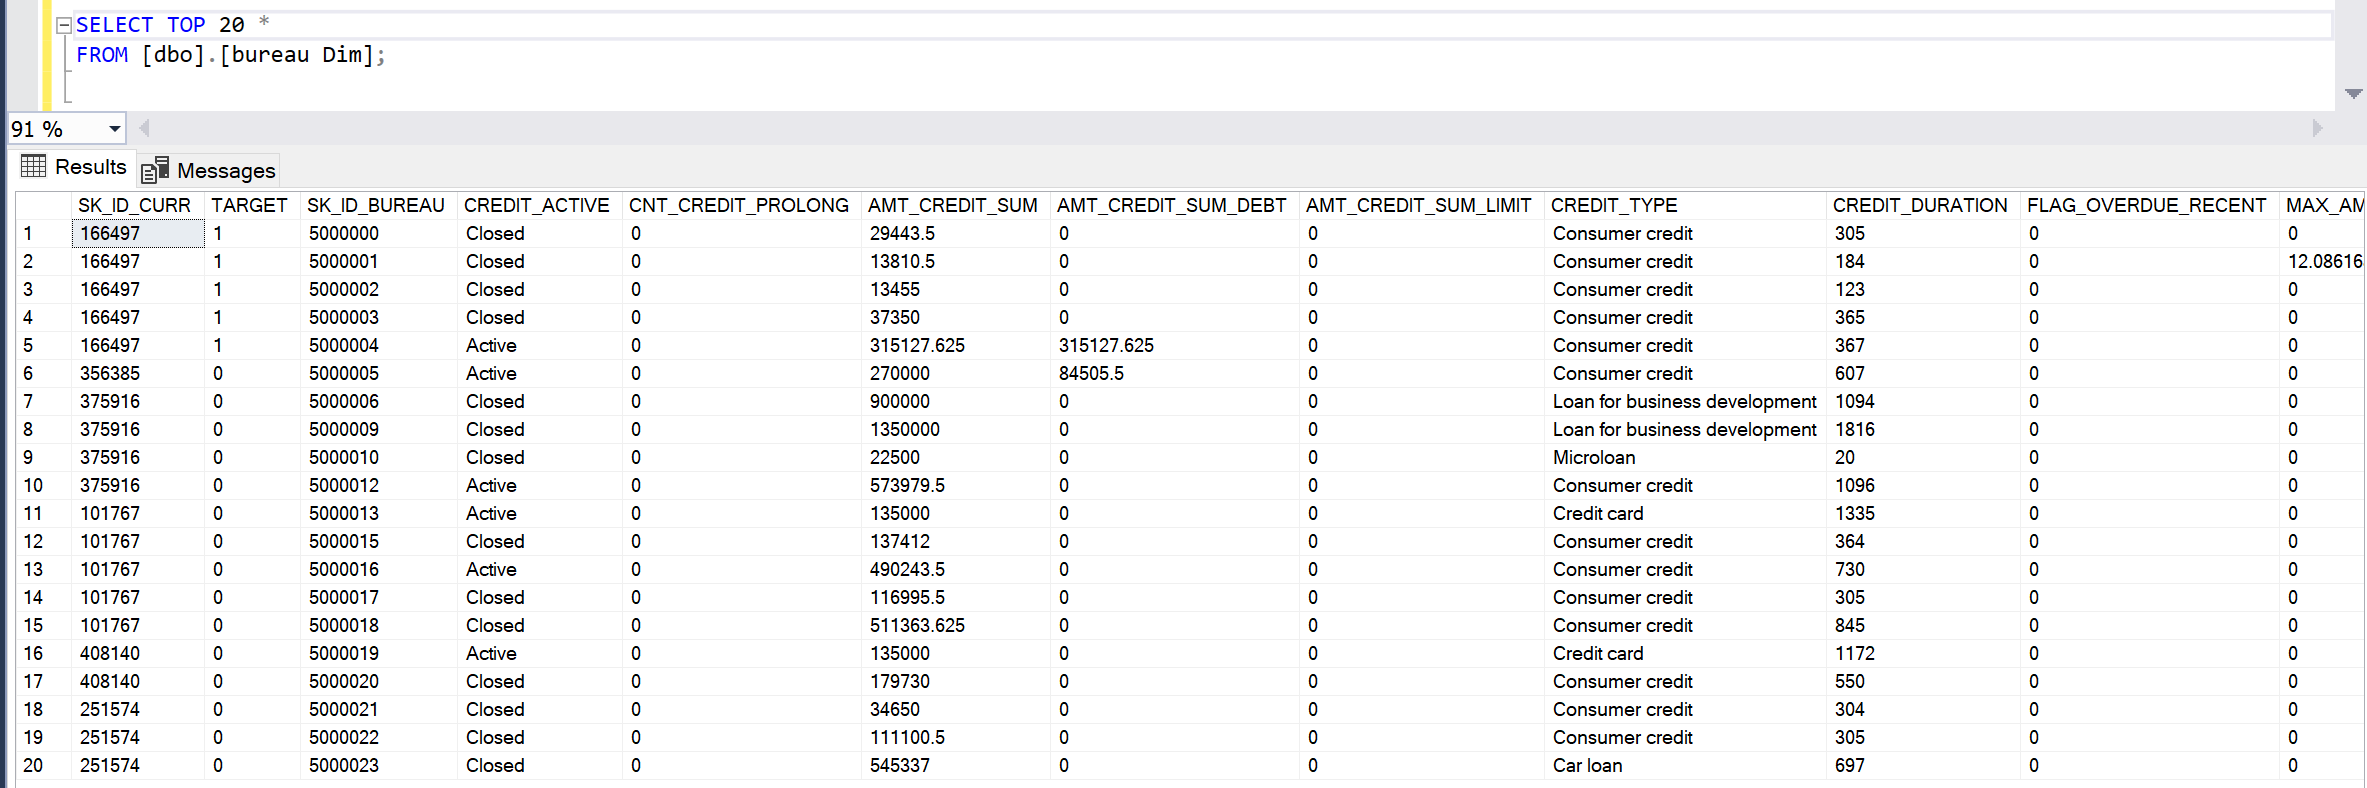 SELECT TOP 20 *
FROM [dbo].[bureau Dim];
91 %
Results Messages
SK_ID_CURR TARGET SK_ID_BUREAU CREDIT_ACTIVE CNT_CREDIT_PROLONG AMT_CREDIT_SUM AMT_CREDIT_SUM_DEBT AMT_CREDIT_SUM_LIMIT CREDIT_TYPE CREDIT_DURATION FLAG_OVERDUE_RECENT MAX_AM
1 166497 1 5000000 Closed 0 29443.5 0 0 Consumer credit 305 0 0
2 166497 1 5000001 Closed 0 13810.5 0 0 Consumer credit 184 0 12.08616
3 166497 1 5000002 Closed 0 13455 0 0 Consumer credit 123 0 0
4 166497 1 5000003 Closed 0 37350 0 0 Consumer credit 365 0 0
5 166497 1 5000004 Active 0 315127.625 315127.625 0 Consumer credit 367 0 0
6 356385 0 5000005 Active 0 270000 84505.5 0 Consumer credit 607 0 0
7 375916 0 5000006 Closed 0 900000 0 0 Loan for business development 1094 0 0
8 375916 0 5000009 Closed 0 1350000 0 0 Loan for business development 1816 0 0
9 375916 0 5000010 Closed 0 22500 0 0 Microloan 20 0 0
10 375916 0 5000012 Active 0 573979.5 0 0 Consumer credit 1096 0 0
11 101767 0 5000013 Active 0 135000 0 0 Credit card 1335 0 0
12 101767 0 5000015 Closed 0 137412 0 0 Consumer credit 364 0 0
13 101767 0 5000016 Active 0 490243.5 0 0 Consumer credit 730 0 0
14 101767 0 5000017 Closed 0 116995.5 0 0 Consumer credit 305 0 0
15 101767 0 5000018 Closed 0 511363.625 0 0 Consumer credit 845 0 0
16 408140 0 5000019 Active 0 135000 0 0 Credit card 1172 0 0
17 408140 0 5000020 Closed 0 179730 0 0 Consumer credit 550 0 0
18 251574 0 5000021 Closed 0 34650 0 0 Consumer credit 304 0 0
19 251574 0 5000022 Closed 0 111100.5 0 0 Consumer credit 305 0 0
20 251574 0 5000023 Closed 0 545337 0 0 Car loan 697 0 0